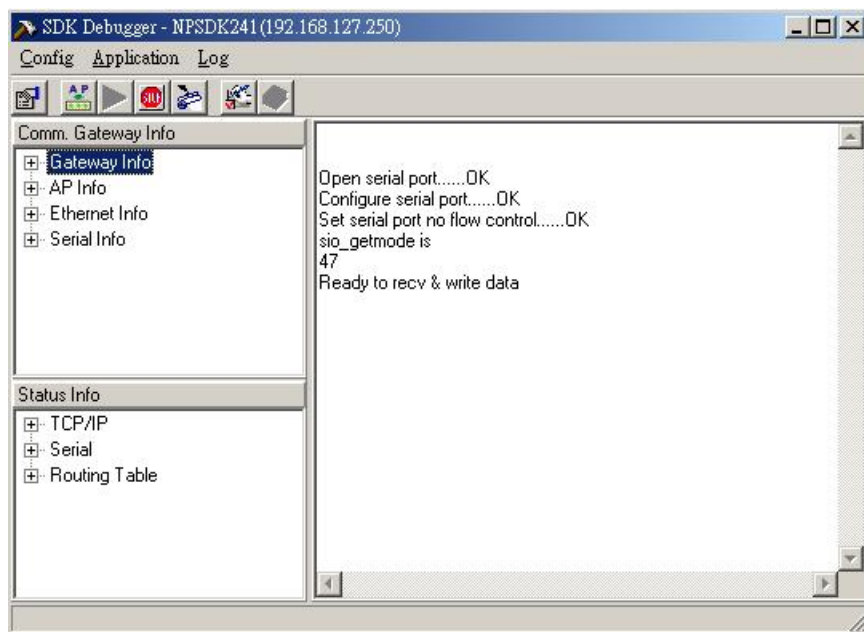 SDK Debugger - NPSDK241(192.168.127.250)
Config Application Log
AP STOP
Comm. Gateway Info
Gateway Info
AP Info
Ethernet Info
Serial Info
Open serial port......OK
Configure serial port......OK
Set serial port no flow control......OK
sio_getmode is
47
Ready to recv & write data
Status Info
TCP/IP
Serial
Routing Table